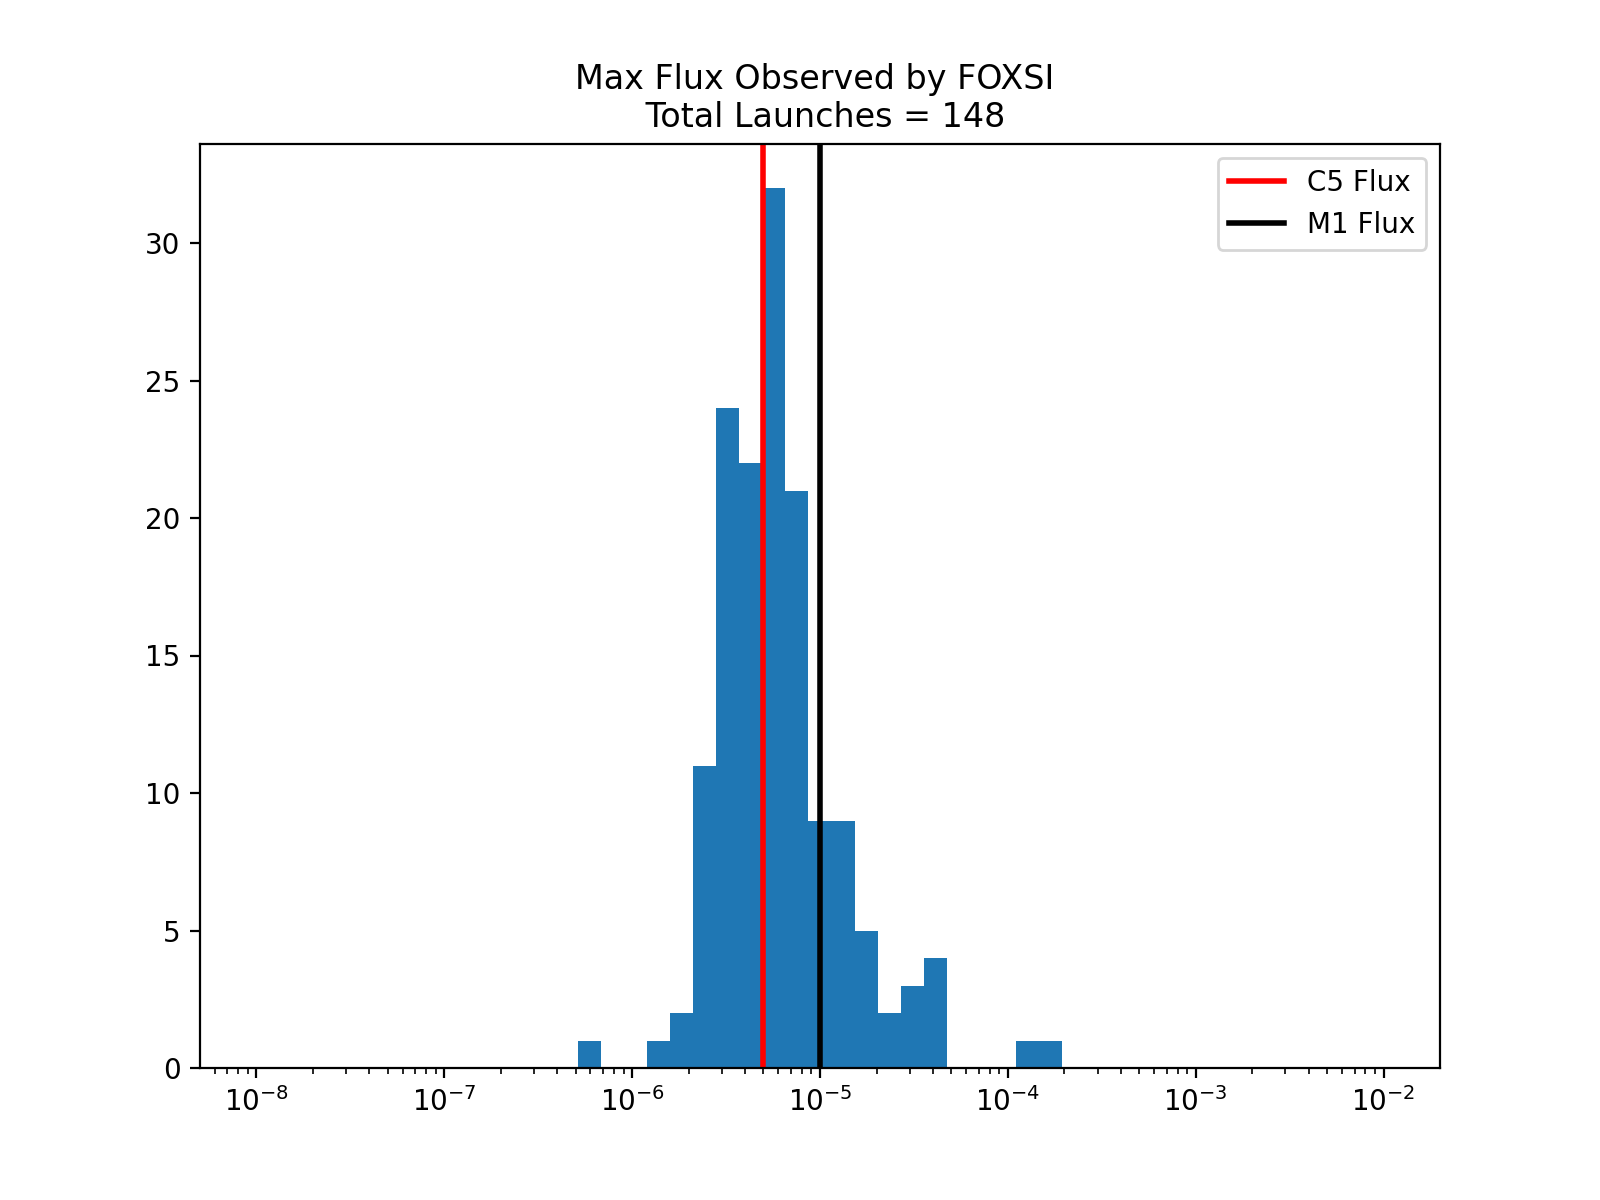 Max Flux Observed by FOXSI
Total Launches = 148
C5 Flux
M1 Flux
30
25
20
15
10
5
0
10⁻⁸ 10⁻⁷ 10⁻⁶ 10⁻⁵ 10⁻⁴ 10⁻³ 10⁻²